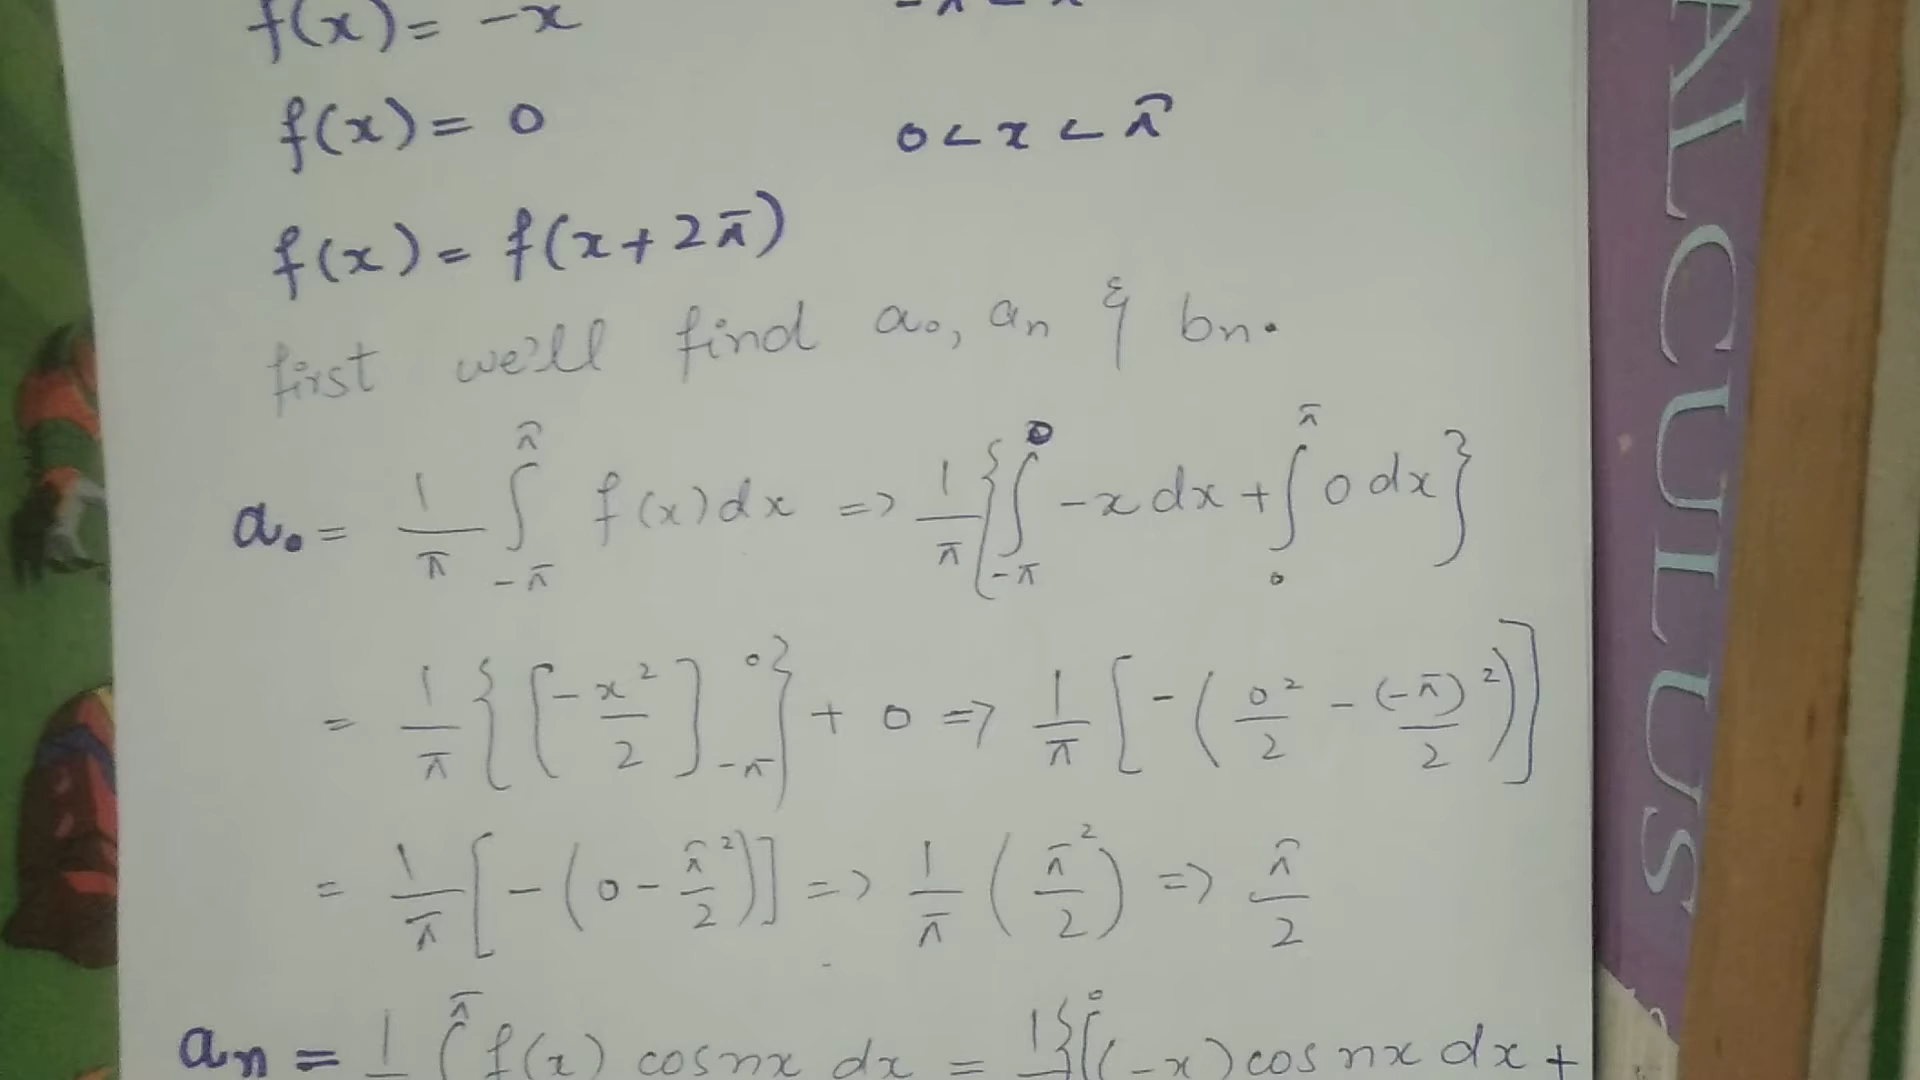 f(x) = -x
f(x) = 0 0 < x < π
f(x) = f(x + 2π)
first we'll find a₀, aₙ & bₙ.
a₀ = 1/π ∫_{-π}^{π} f(x) dx => 1/π {∫_{-π}^{0} -x dx + ∫_{0}^{π} 0 dx}
= 1/π {[-x²/2]_{-π}^{0}} + 0 => 1/π [-(0²/2 - (-π)²/2)]
= 1/π [-(0 - π²/2)] => 1/π (π²/2) => π/2
aₙ = 1 ∫^{π} f(x) cos nx dx = 1 {∫^{0} (-x) cos nx dx +
ALCULUS